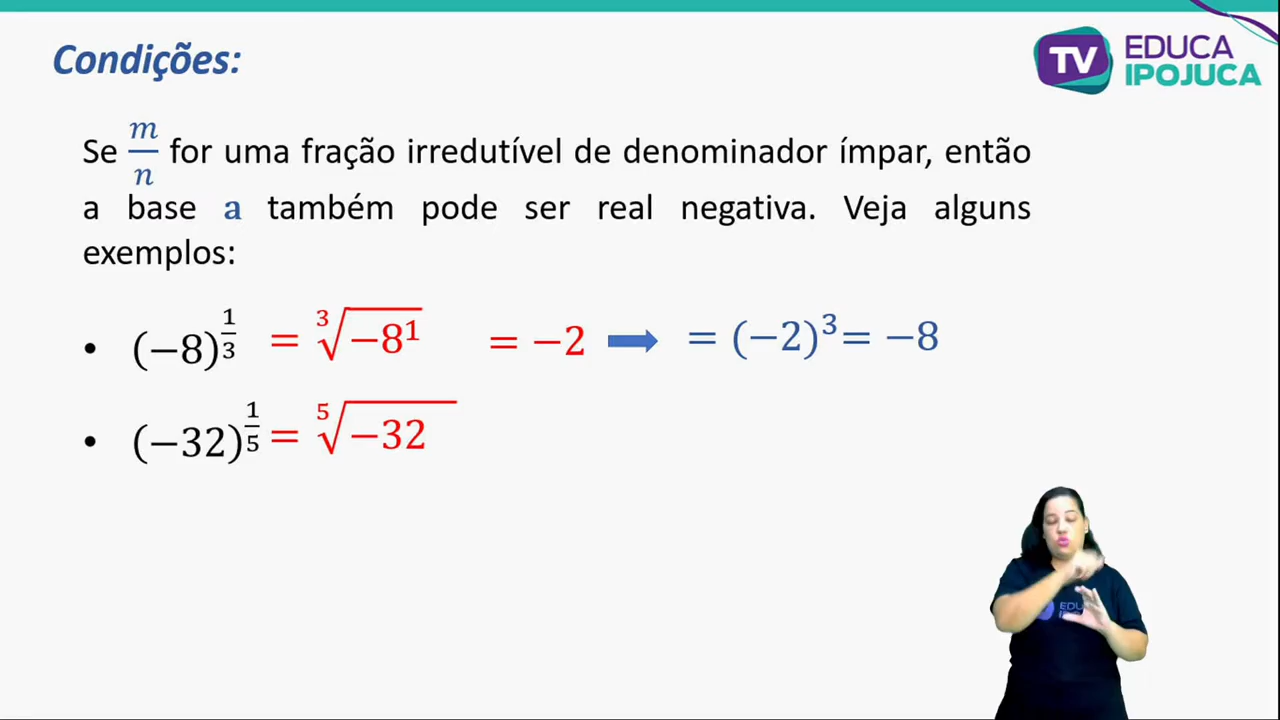 Condições:
TV EDUCA
IPOJUCA
Se m/n for uma fração irredutível de denominador ímpar, então
a base a também pode ser real negativa. Veja alguns
exemplos:
• (−8)^(1/3) = ∛(−8¹) = −2 ➡ = (−2)³ = −8
• (−32)^(1/5) = ⁵√(−32)
EDU